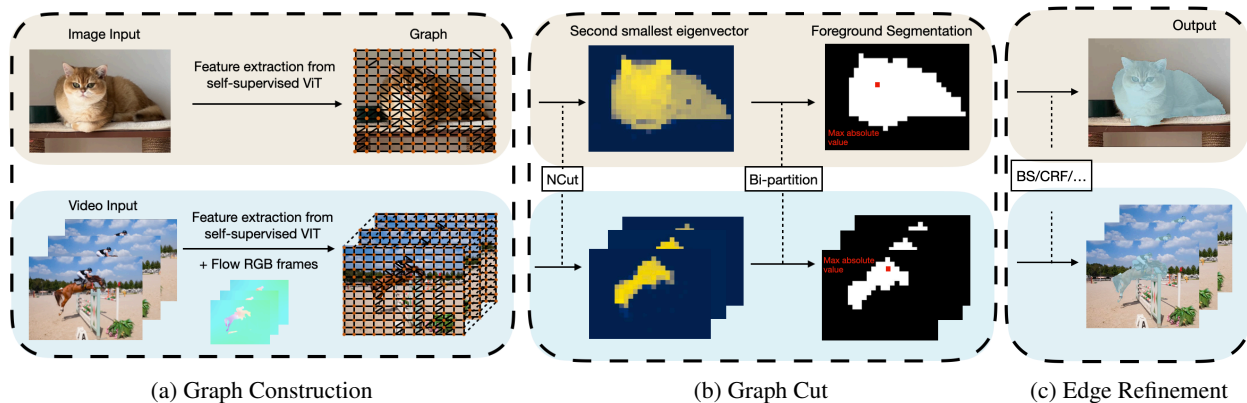 Image Input
Feature extraction from
self-supervised ViT
Graph
Second smallest eigenvector
Foreground Segmentation
Max absolute
value
Output
NCut
Bi-partition
BS/CRF/...
Video Input
Feature extraction from
self-supervised VIT
+ Flow RGB frames
Max absolute
value
(a) Graph Construction
(b) Graph Cut
(c) Edge Refinement